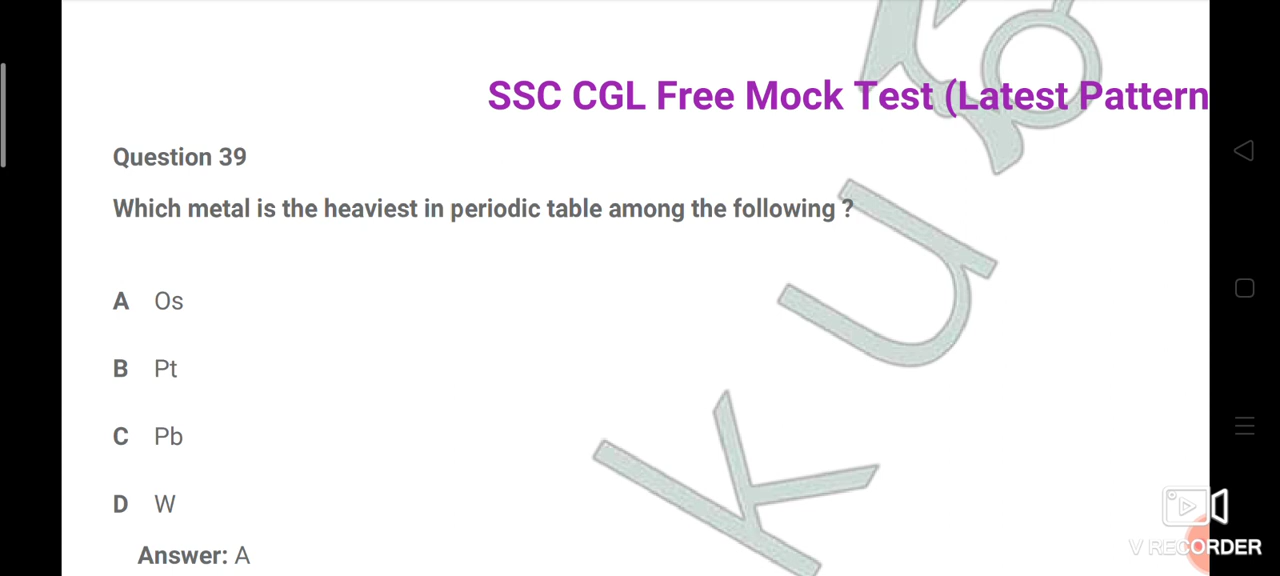 SSC CGL Free Mock Test (Latest Pattern
Question 39
Which metal is the heaviest in periodic table among the following ?
A Os
B Pt
C Pb
D W
Answer: A
k u
V RECORDER